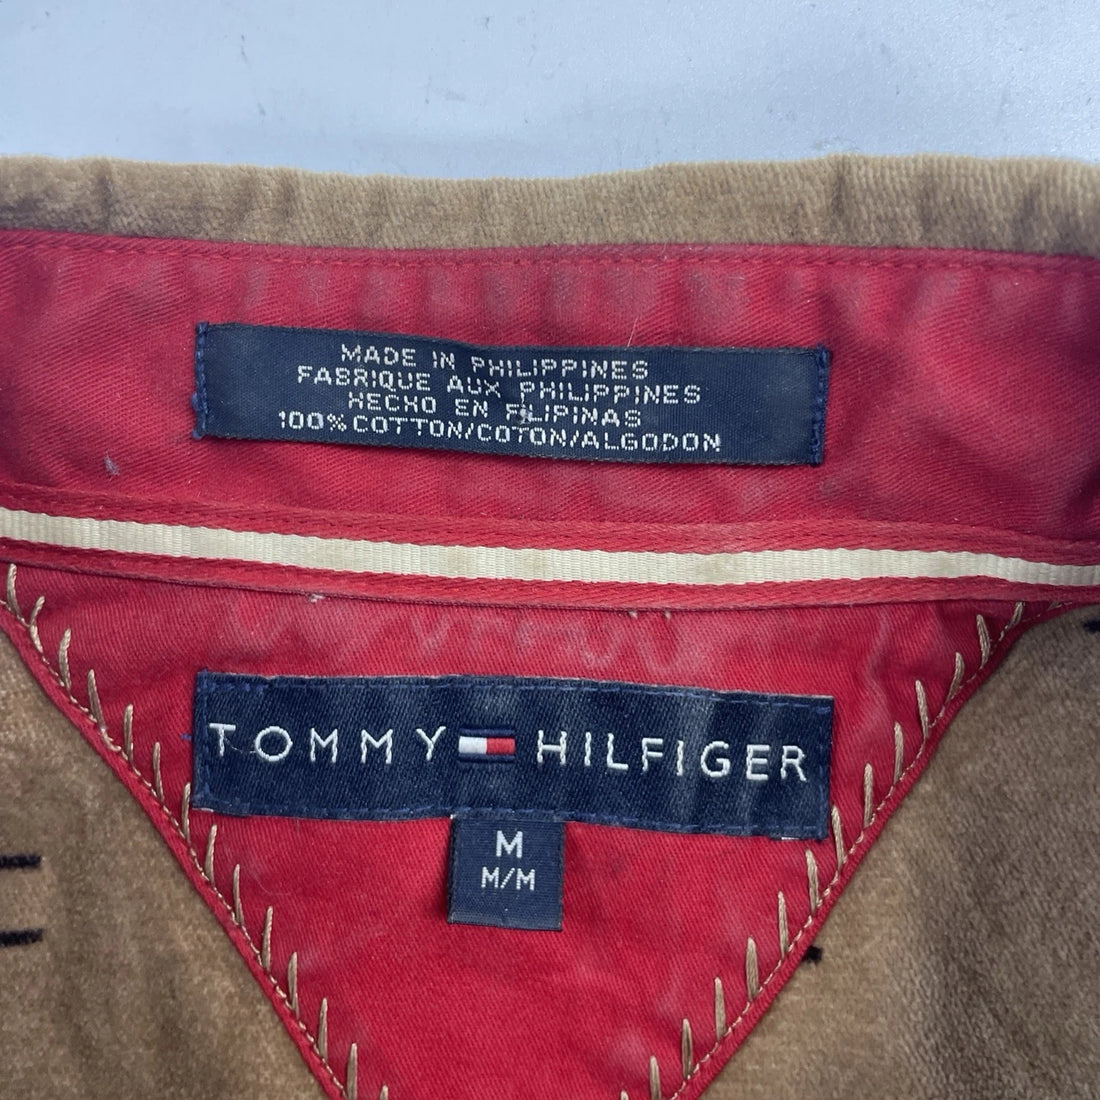 MADE IN PHILIPPINES
FABRIQUE AUX PHILIPPINES
HECHO EN FILIPINAS
100% COTTON/COTON/ALGODON
TOMMY HILFIGER
M
M/M